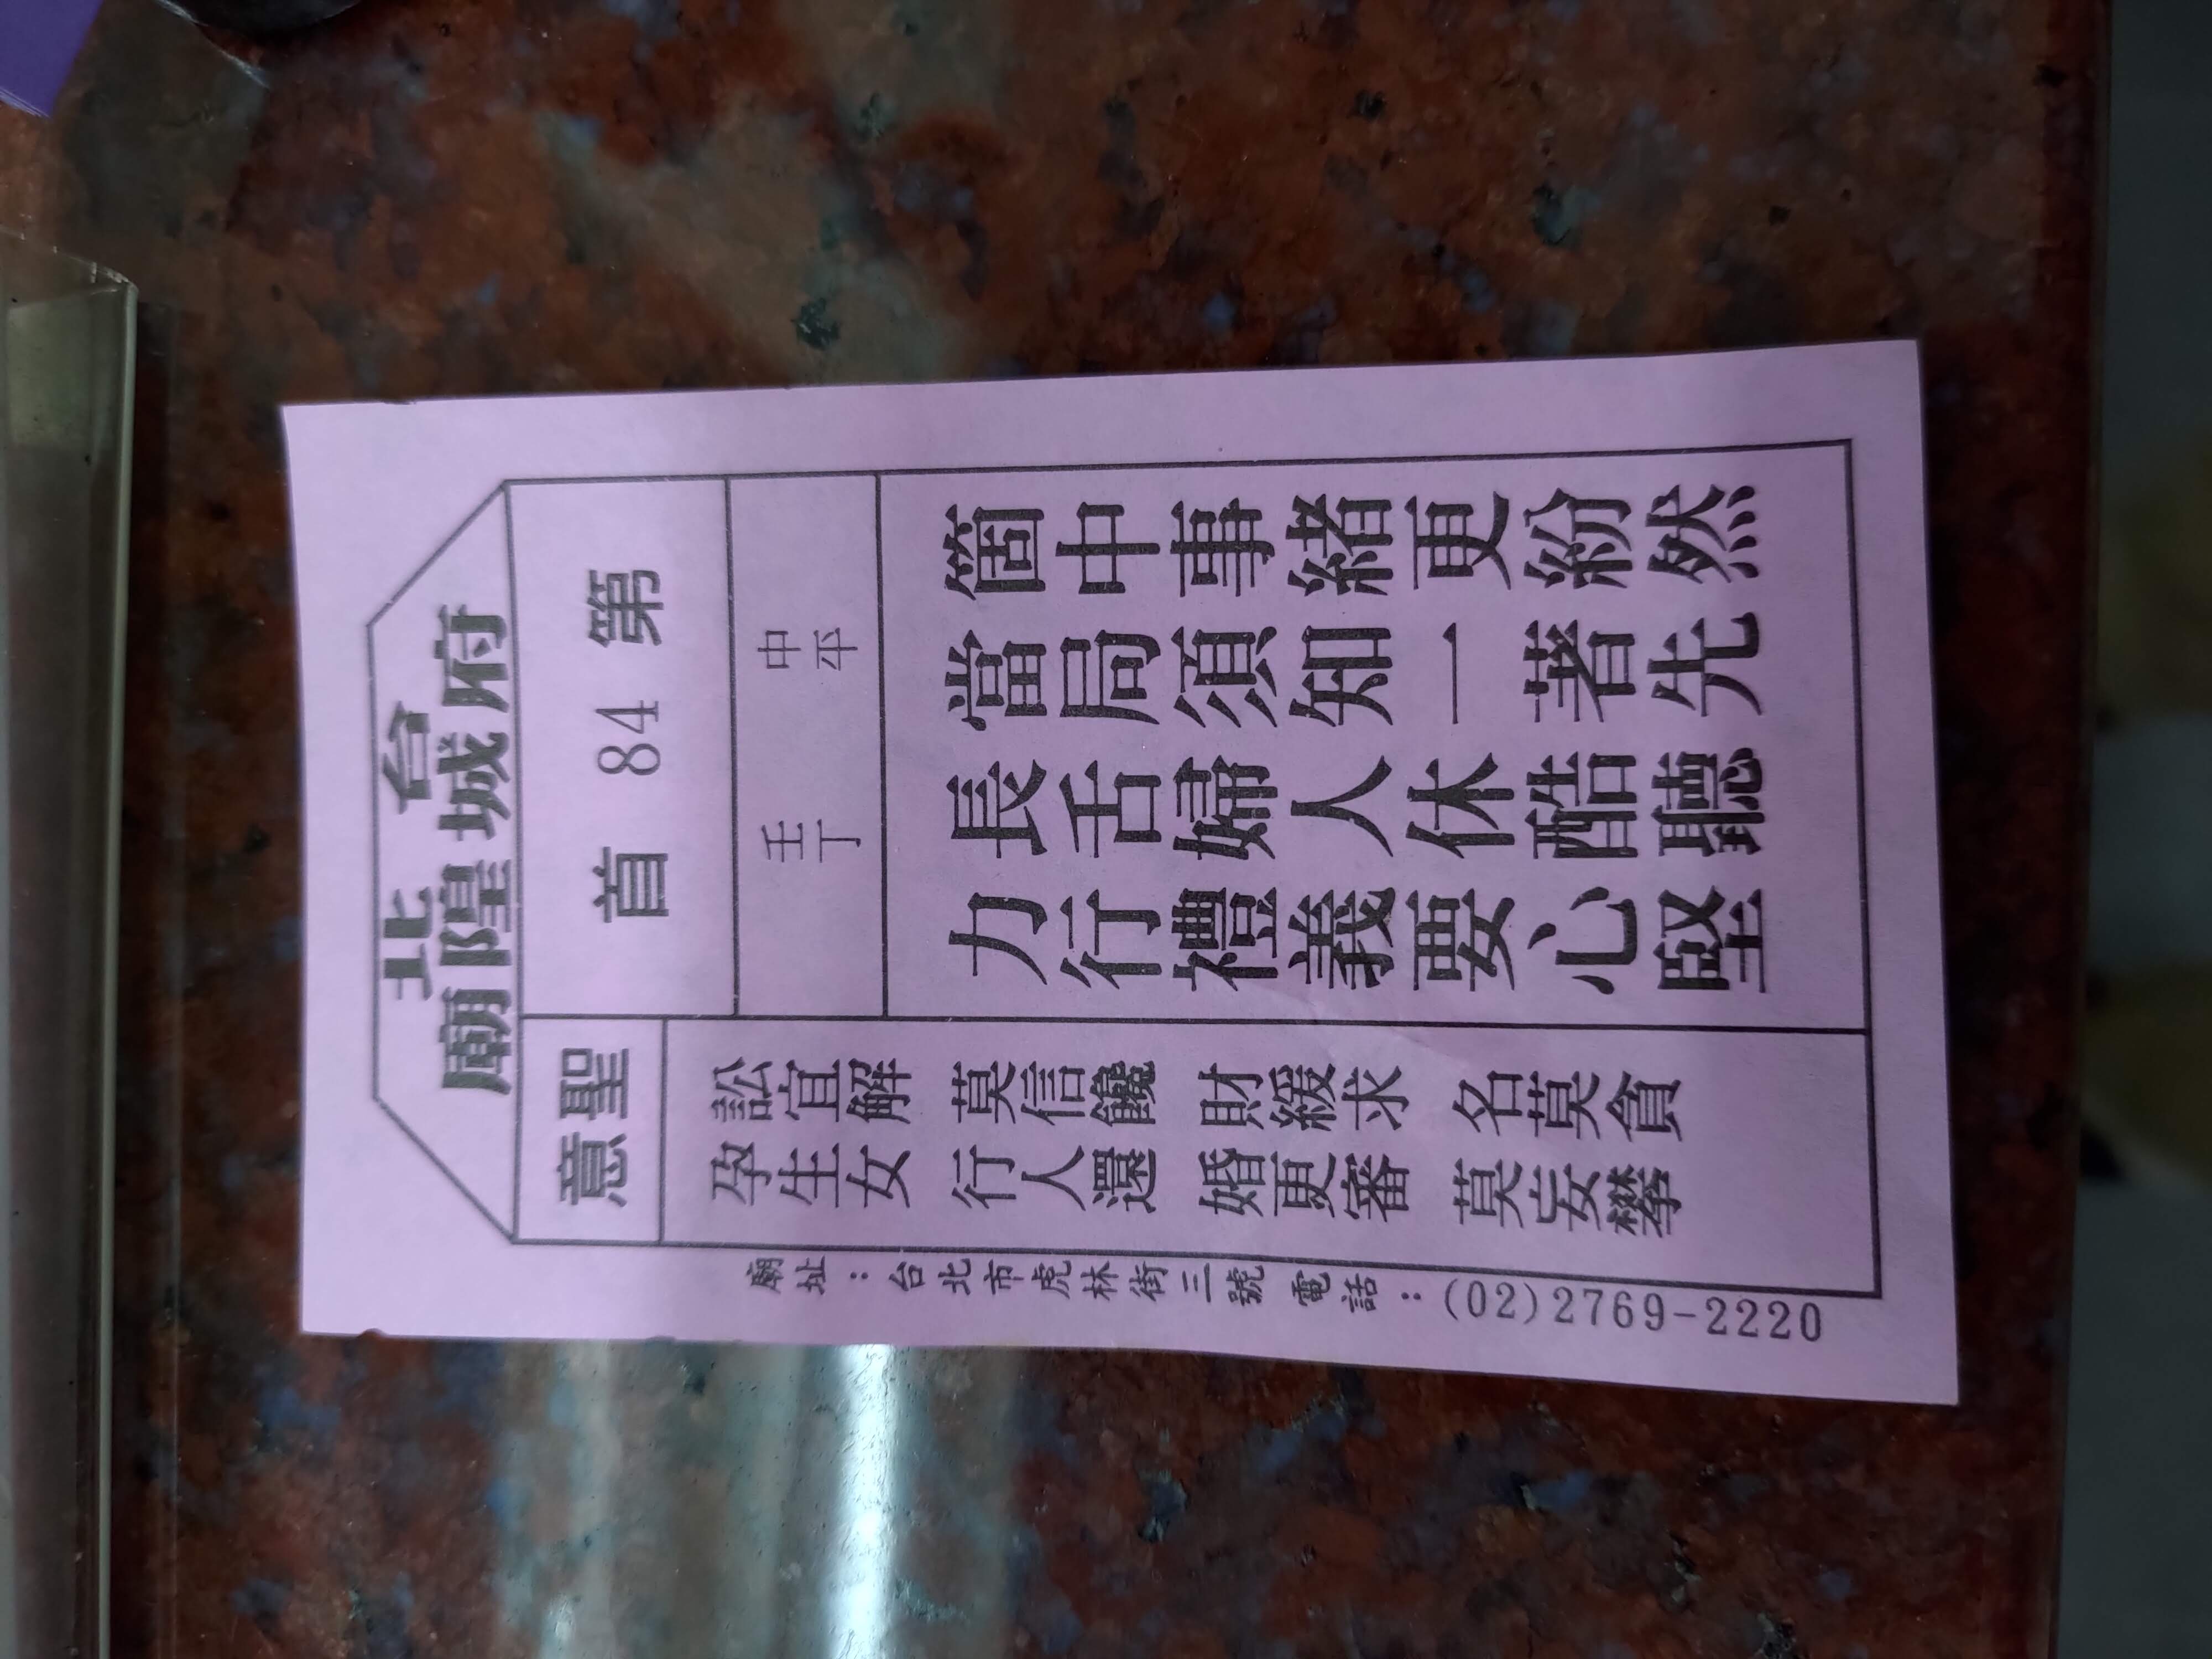 台北
府城隍廟
第 84 首
中平
壬丁
箇中事緒更紛然
當局須知一著先
長舌婦人休酷聽
力行禮義要心堅
聖意
訟宜解 莫信饞 財緩求 名莫貪
孕生女 行人還 婚更審 莫妄攀
廟址：台北市虎林街三號 電話：(02)2769-2220